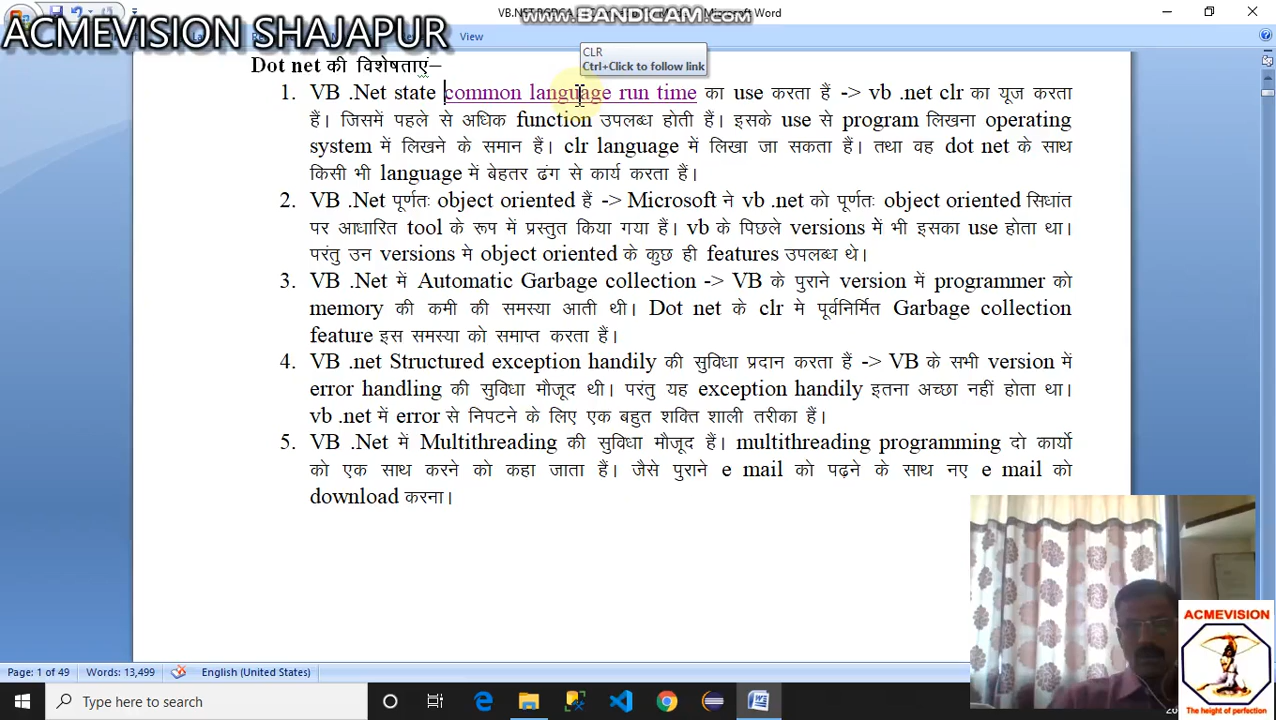 VB.NET
www.BANDICAM.com
Microsoft Word
ACMEVISION SHAJAPUR
View
CLR
Ctrl+Click to follow link
Dot net की विशेषताएं–
1. VB .Net state common language run time का use करता हैं -> vb .net clr का यूज करता
हैं। जिसमें पहले से अधिक function उपलब्ध होती हैं। इसके use से program लिखना operating
system में लिखने के समान हैं। clr language में लिखा जा सकता हैं। तथा वह dot net के साथ
किसी भी language में बेहतर ढंग से कार्य करता हैं।
2. VB .Net पूर्णतः object oriented हैं -> Microsoft ने vb .net को पूर्णतः object oriented सिधांत
पर आधारित tool के रूप में प्रस्तुत किया गया हैं। vb के पिछले versions में भी इसका use होता था।
परंतु उन versions मे object oriented के कुछ ही features उपलब्ध थे।
3. VB .Net में Automatic Garbage collection -> VB के पुराने version में programmer को
memory की कमी की समस्या आती थी। Dot net के clr मे पूर्वनिर्मित Garbage collection
feature इस समस्या को समाप्त करता हैं।
4. VB .net Structured exception handily की सुविधा प्रदान करता हैं -> VB के सभी version में
error handling की सुविधा मौजूद थी। परंतु यह exception handily इतना अच्छा नहीं होता था।
vb .net में error से निपटने के लिए एक बहुत शक्ति शाली तरीका हैं।
5. VB .Net में Multithreading की सुविधा मौजूद हैं। multithreading programming दो कार्यो
को एक साथ करने को कहा जाता हैं। जैसे पुराने e mail को पढ़ने के साथ नए e mail को
download करना।
ACMEVISION
The height of perfection
Page: 1 of 49
Words: 13,499
English (United States)
Type here to search